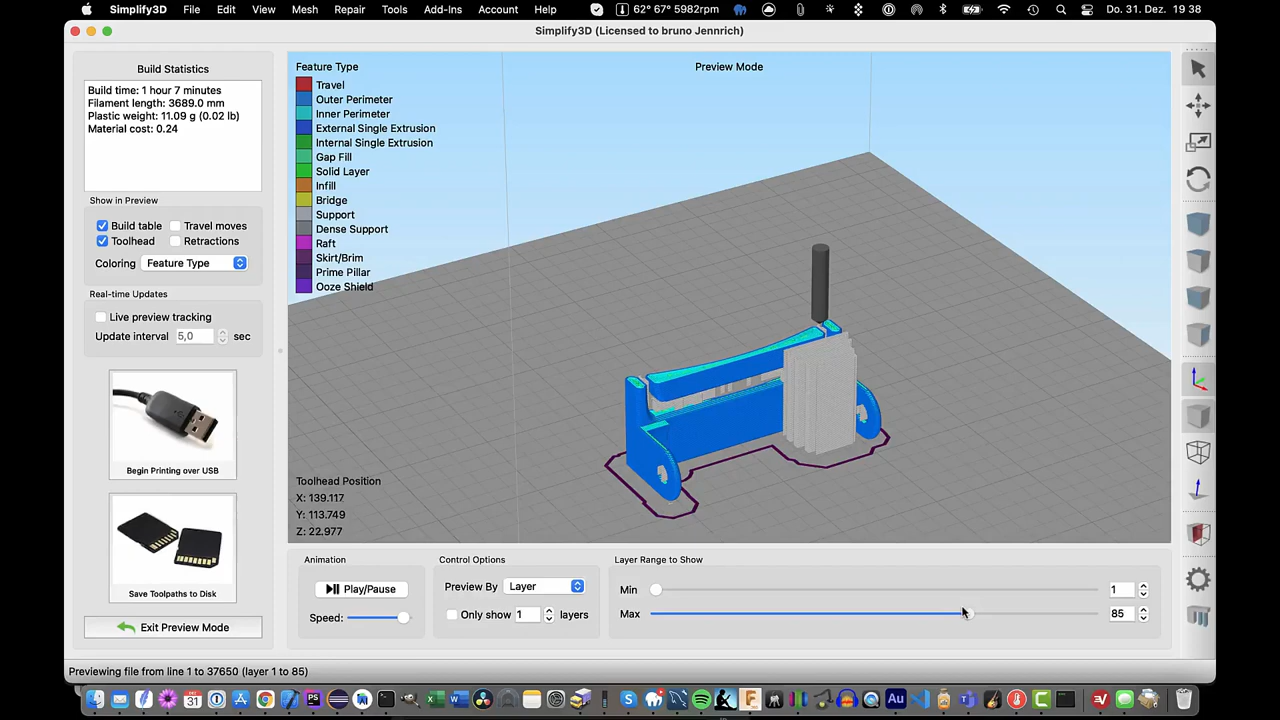 Simplify3D File Edit View Mesh Repair Tools Add-Ins Account Help 62° 67° 5982rpm Do. 31. Dez. 19 38
Simplify3D (Licensed to bruno Jennrich)
Build Statistics
Build time: 1 hour 7 minutes
Filament length: 3689.0 mm
Plastic weight: 11.09 g (0.02 lb)
Material cost: 0.24
Show in Preview
Build table Travel moves
Toolhead Retractions
Coloring Feature Type
Real-time Updates
Live preview tracking
Update interval 5,0 sec
Begin Printing over USB
Save Toolpaths to Disk
Exit Preview Mode
Feature Type
Travel
Outer Perimeter
Inner Perimeter
External Single Extrusion
Internal Single Extrusion
Gap Fill
Solid Layer
Infill
Bridge
Support
Dense Support
Raft
Skirt/Brim
Prime Pillar
Ooze Shield
Preview Mode
Toolhead Position
X: 139.117
Y: 113.749
Z: 22.977
Animation
Play/Pause
Speed:
Control Options
Preview By Layer
Only show 1 layers
Layer Range to Show
Min 1
Max 85
Previewing file from line 1 to 37650 (layer 1 to 85)